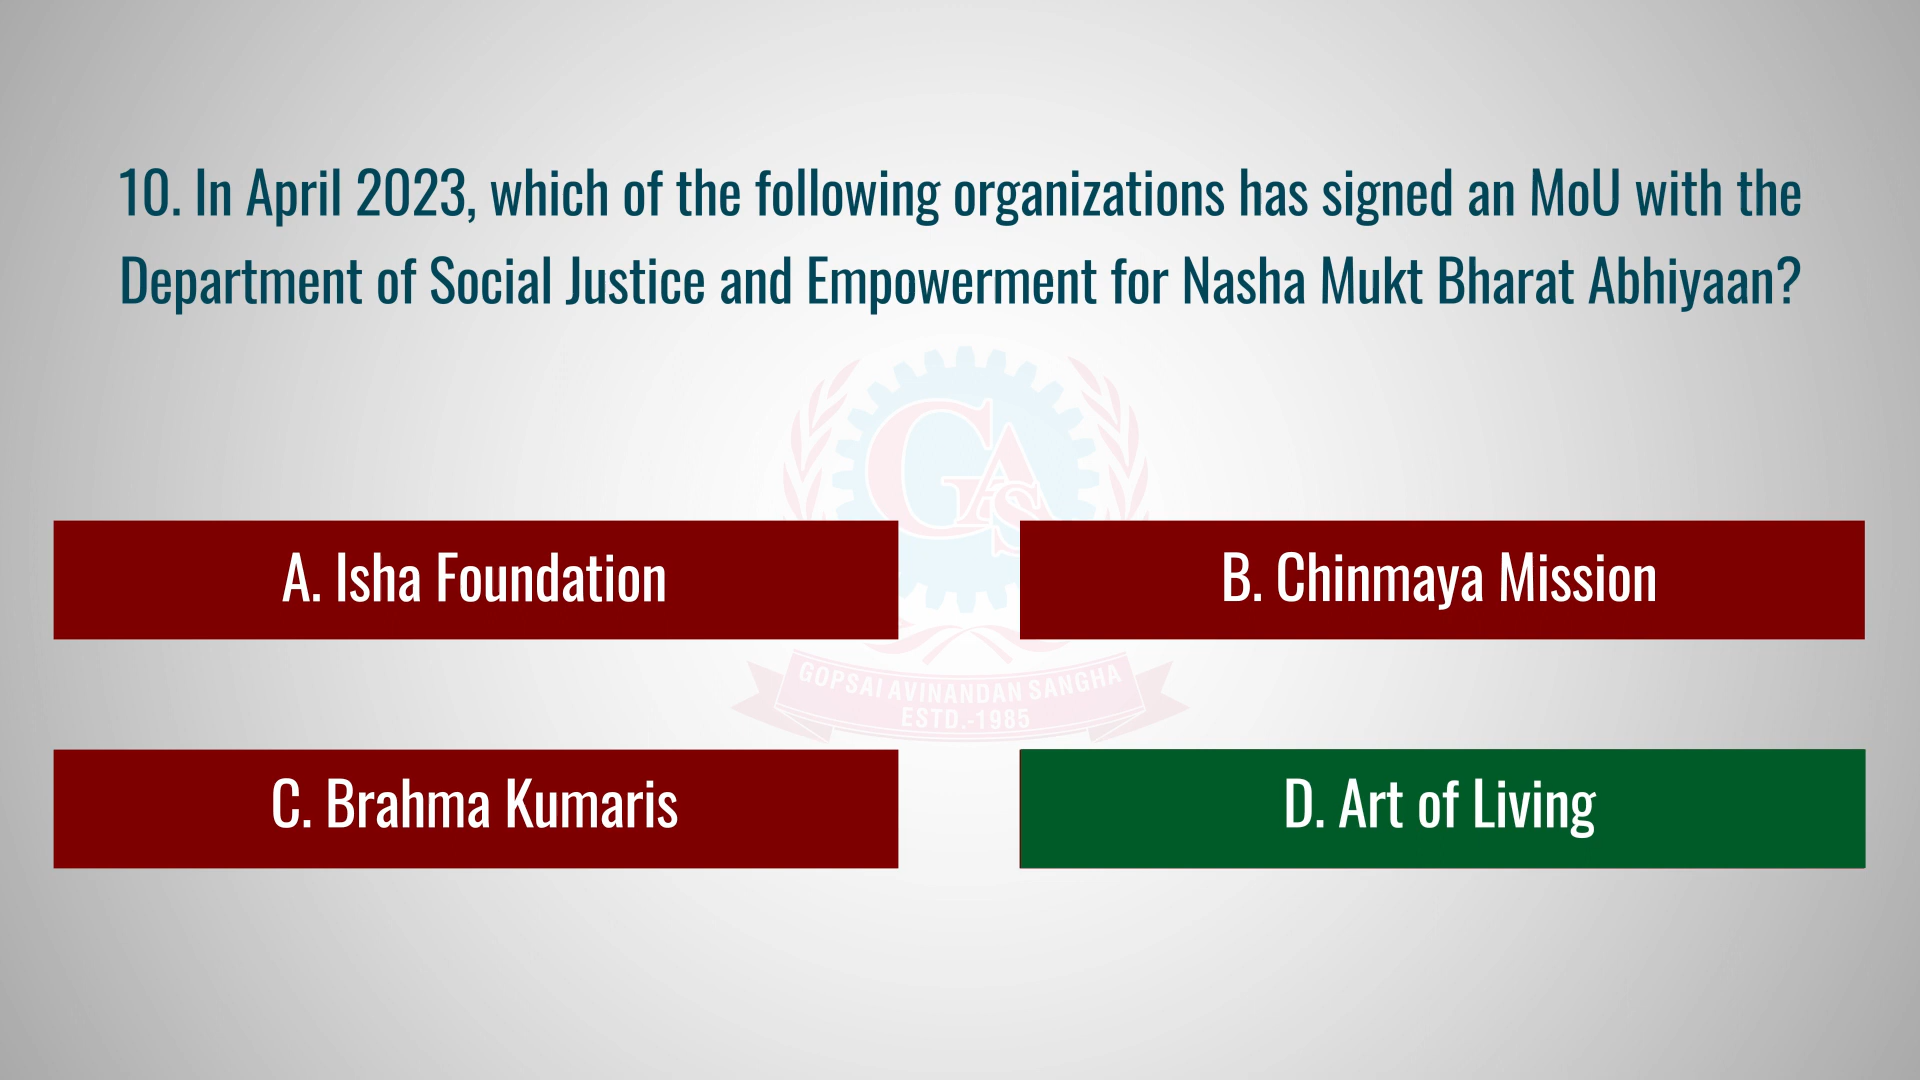 10. In April 2023, which of the following organizations has signed an MoU with the
Department of Social Justice and Empowerment for Nasha Mukt Bharat Abhiyaan?
GAS
GOPSAI AVINANDAN SANGHA
ESTD.-1985
A. Isha Foundation
B. Chinmaya Mission
C. Brahma Kumaris
D. Art of Living